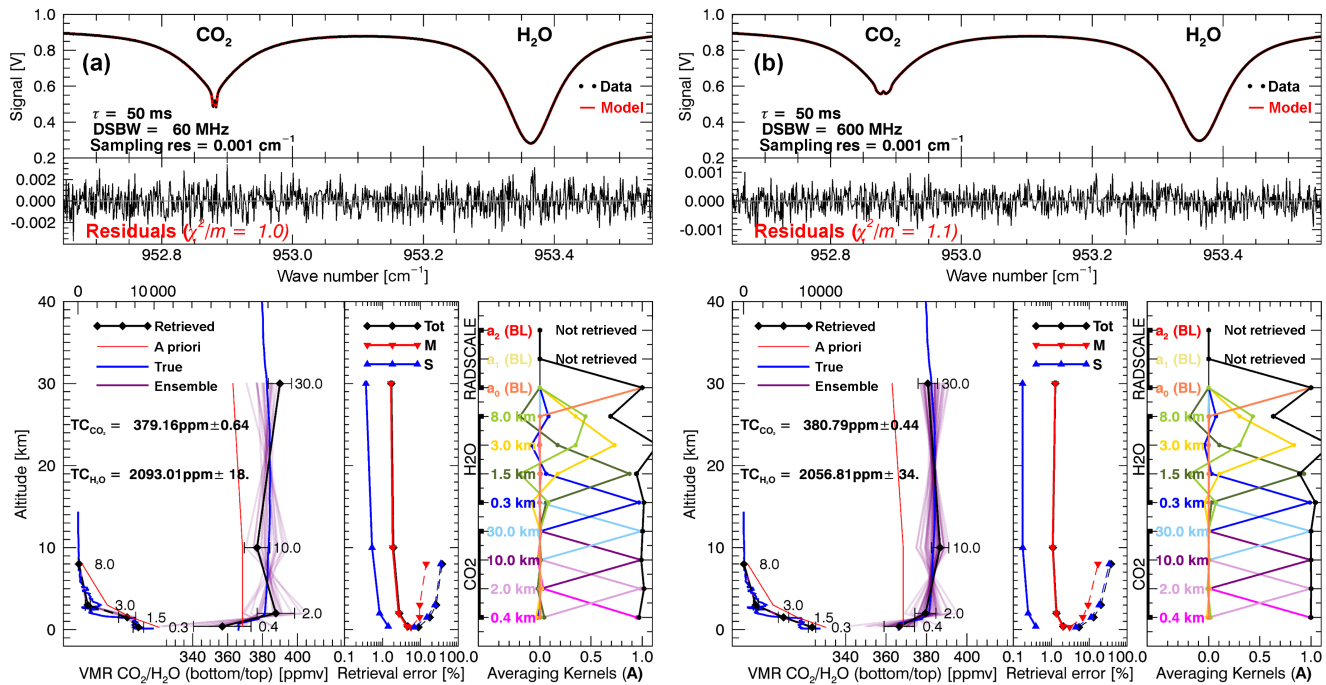 1.0
0.8
0.6
0.4
0.2
Signal [V]
(a)
CO₂
H₂O
Data
Model
τ = 50 ms
DSBW = 60 MHz
Sampling res = 0.001 cm⁻¹
0.002
0.000
-0.002
Residuals (χ²/m = 1.0)
952.8 953.0 953.2 953.4
Wave number [cm⁻¹]
1.0
0.8
0.6
0.4
0.2
Signal [V]
(b)
CO₂
H₂O
Data
Model
τ = 50 ms
DSBW = 600 MHz
Sampling res = 0.001 cm⁻¹
0.001
0.000
-0.001
Residuals (χ²/m = 1.1)
952.8 953.0 953.2 953.4
Wave number [cm⁻¹]
0 10000
40
30
20
10
0
Altitude [km]
Retrieved
A priori
True
Ensemble
30.0
TC_CO₂ = 379.16ppm±0.64
TC_H₂O = 2093.01ppm± 18.
10.0
8.0
3.0
1.5
2.0
0.3
0.4
340 360 380 400
VMR CO₂/H₂O (bottom/top) [ppmv]
Tot
M
S
0.1 1.0 10.0 100.0
Retrieval error [%]
RADSCALE
H2O
CO2
a₂ (BL) Not retrieved
a₁ (BL) Not retrieved
a₀ (BL)
8.0 km
3.0 km
1.5 km
0.3 km
30.0 km
10.0 km
2.0 km
0.4 km
0.0 0.5 1.0
Averaging Kernels (A)
0 10000
40
30
20
10
0
Altitude [km]
Retrieved
A priori
True
Ensemble
30.0
TC_CO₂ = 380.79ppm±0.44
TC_H₂O = 2056.81ppm± 34.
10.0
8.0
3.0
1.5
2.0
0.3
0.4
340 360 380 400
VMR CO₂/H₂O (bottom/top) [ppmv]
Tot
M
S
0.1 1.0 10.0 100.0
Retrieval error [%]
RADSCALE
H2O
CO2
a₂ (BL) Not retrieved
a₁ (BL) Not retrieved
a₀ (BL)
8.0 km
3.0 km
1.5 km
0.3 km
30.0 km
10.0 km
2.0 km
0.4 km
0.0 0.5 1.0
Averaging Kernels (A)